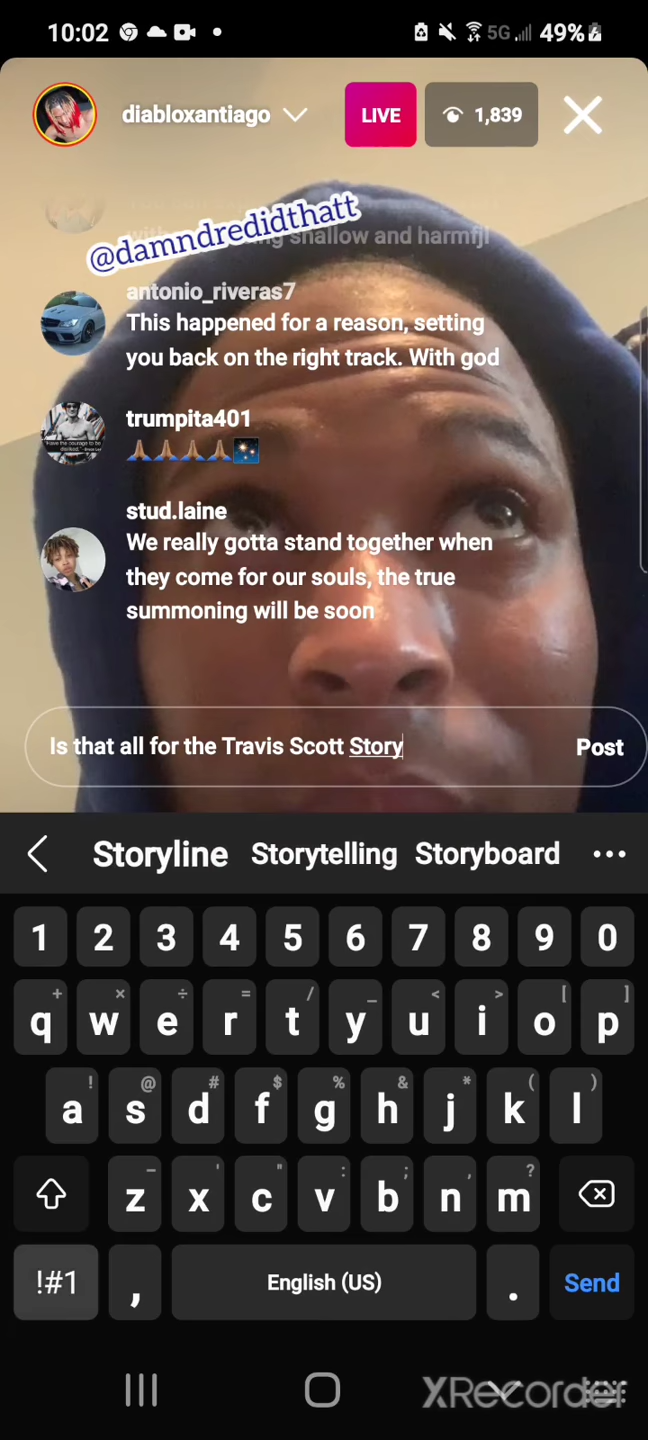 10:02
5G
49%
diabloxantiago
LIVE
1,839
@damndredidthatt
shallow and harmfjl
antonio_riveras7
This happened for a reason, setting
you back on the right track. With god
trumpita401
stud.laine
We really gotta stand together when
they come for our souls, the true
summoning will be soon
Is that all for the Travis Scott Story
Post
Storyline Storytelling Storyboard
1 2 3 4 5 6 7 8 9 0
+ × ÷ = / _ < > [ ]
q w e r t y u i o p
! @ # $ % & * ( )
a s d f g h j k l
- ' " : ; , ?
z x c v b n m
!#1 , English (US) . Send
XRecorder